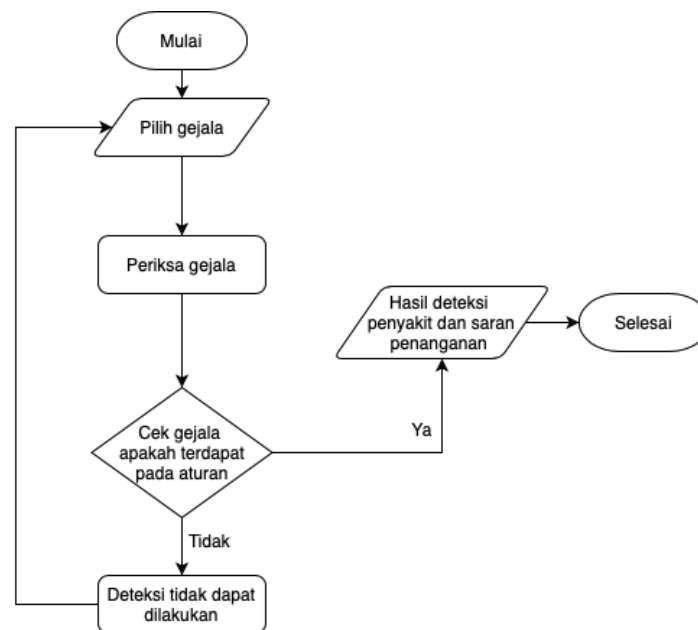 Mulai
Pilih gejala
Periksa gejala
Hasil deteksi
penyakit dan saran
penanganan
Selesai
Cek gejala
apakah terdapat
pada aturan
Ya
Tidak
Deteksi tidak dapat
dilakukan